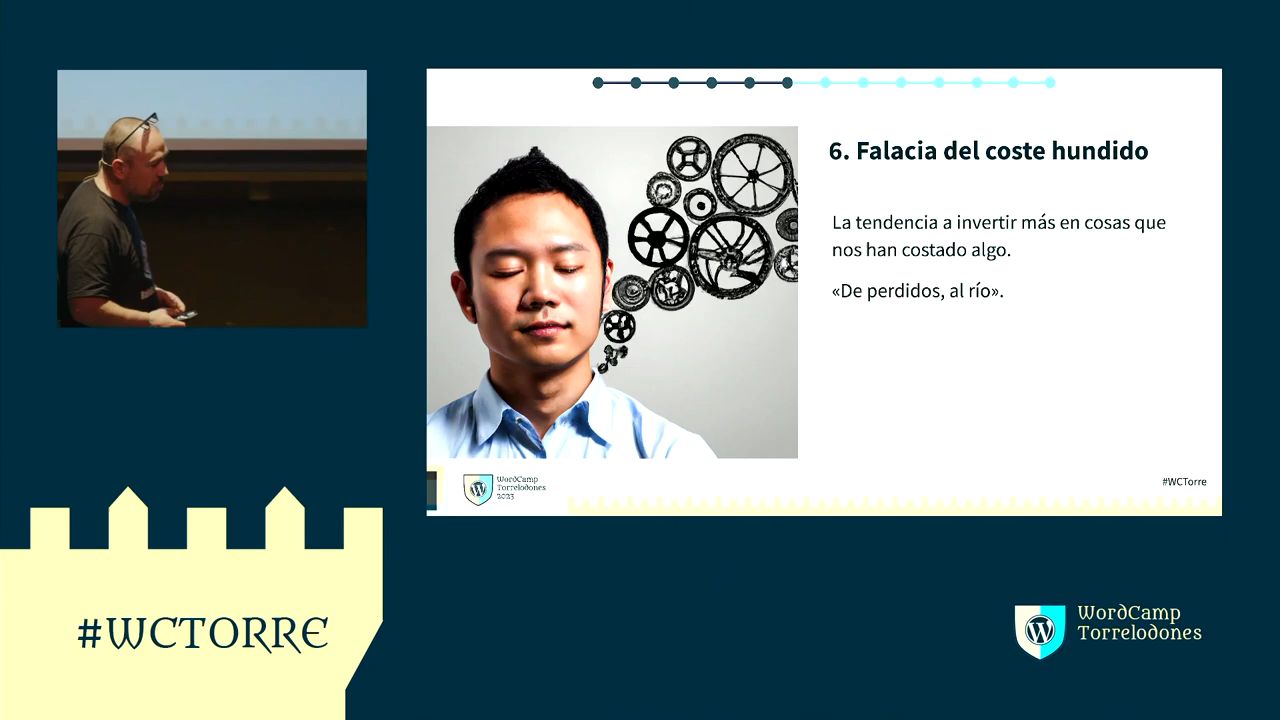 6. Falacia del coste hundido
La tendencia a invertir más en cosas que
nos han costado algo.
«De perdidos, al río».
WordCamp
Torrelodones
2023
#WCTorre
#WCTORRE
WordCamp
Torrelodones